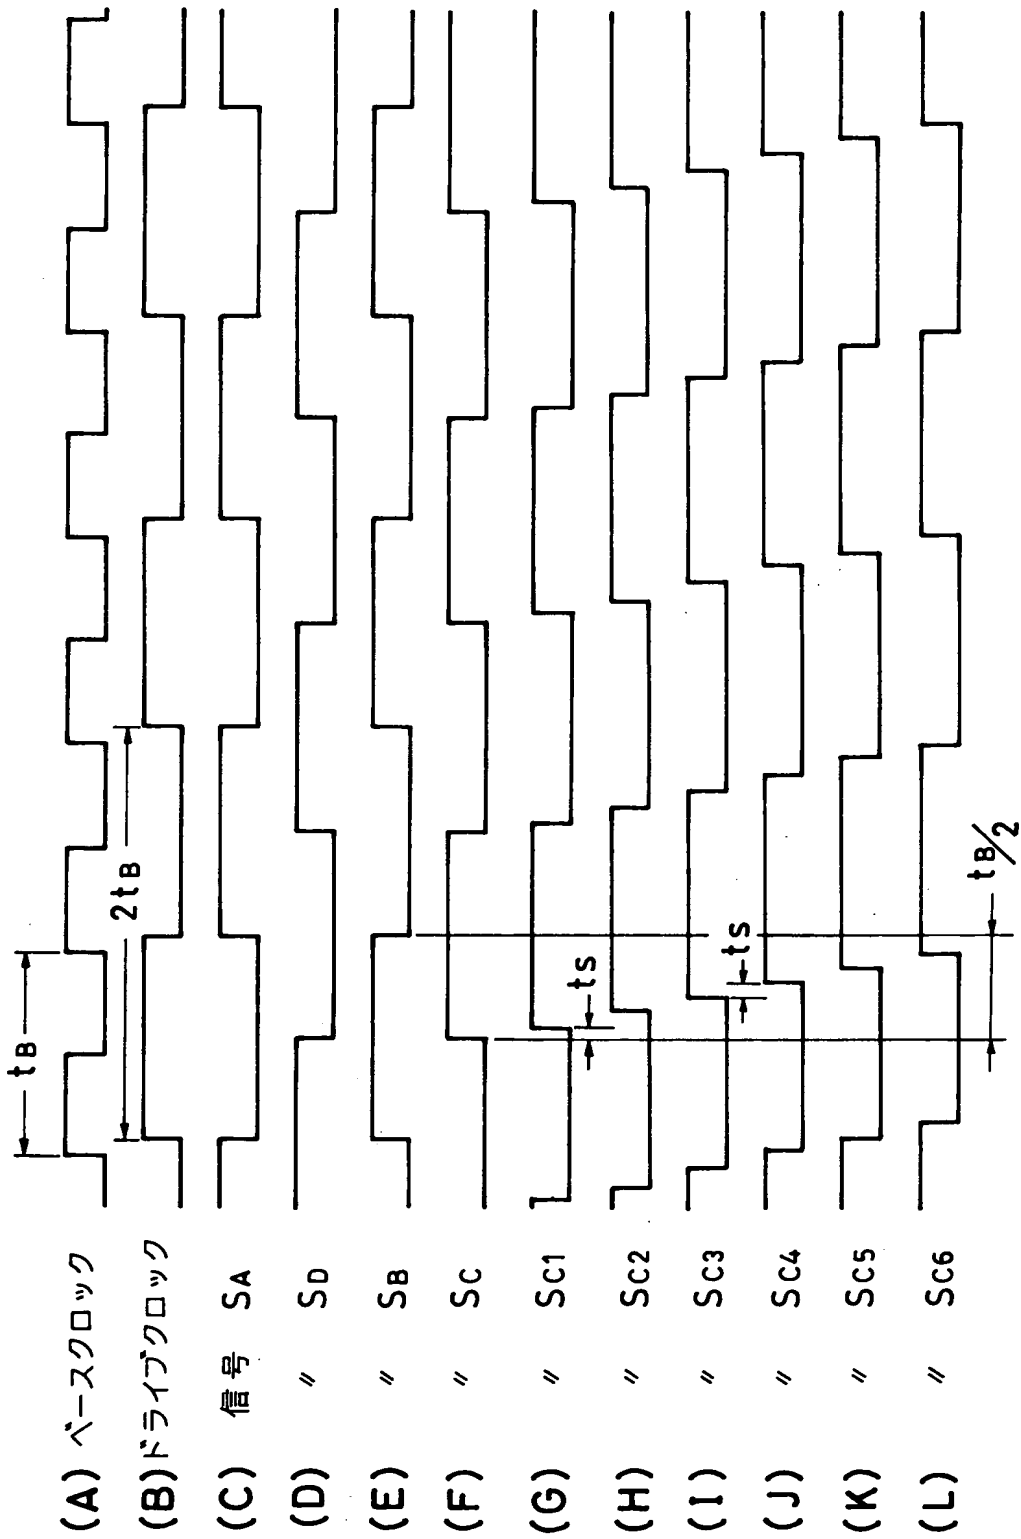 (A) ベースクロック
(B) ドライブクロック
(C) 信号 SA
(D) 〃 SD
(E) 〃 SB
(F) 〃 SC
(G) 〃 SC1
(H) 〃 SC2
(I) 〃 SC3
(J) 〃 SC4
(K) 〃 SC5
(L) 〃 SC6
tB
2tB
ts
ts
tB/2